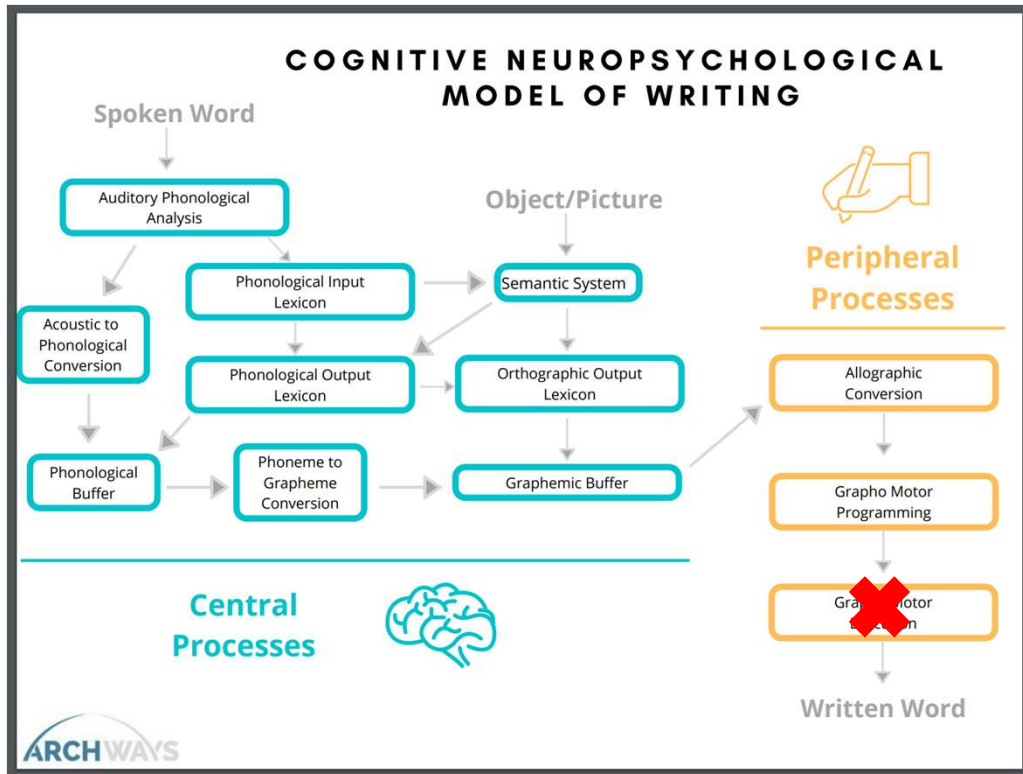 COGNITIVE NEUROPSYCHOLOGICAL
MODEL OF WRITING
Spoken Word
Auditory Phonological
Analysis
Object/Picture
Phonological Input
Lexicon
Semantic System
Acoustic to
Phonological
Conversion
Phonological Output
Lexicon
Orthographic Output
Lexicon
Phonological
Buffer
Phoneme to
Grapheme
Conversion
Graphemic Buffer
Central
Processes
Peripheral
Processes
Allographic
Conversion
Grapho Motor
Programming
Motor
Written Word
ARCHWAYS